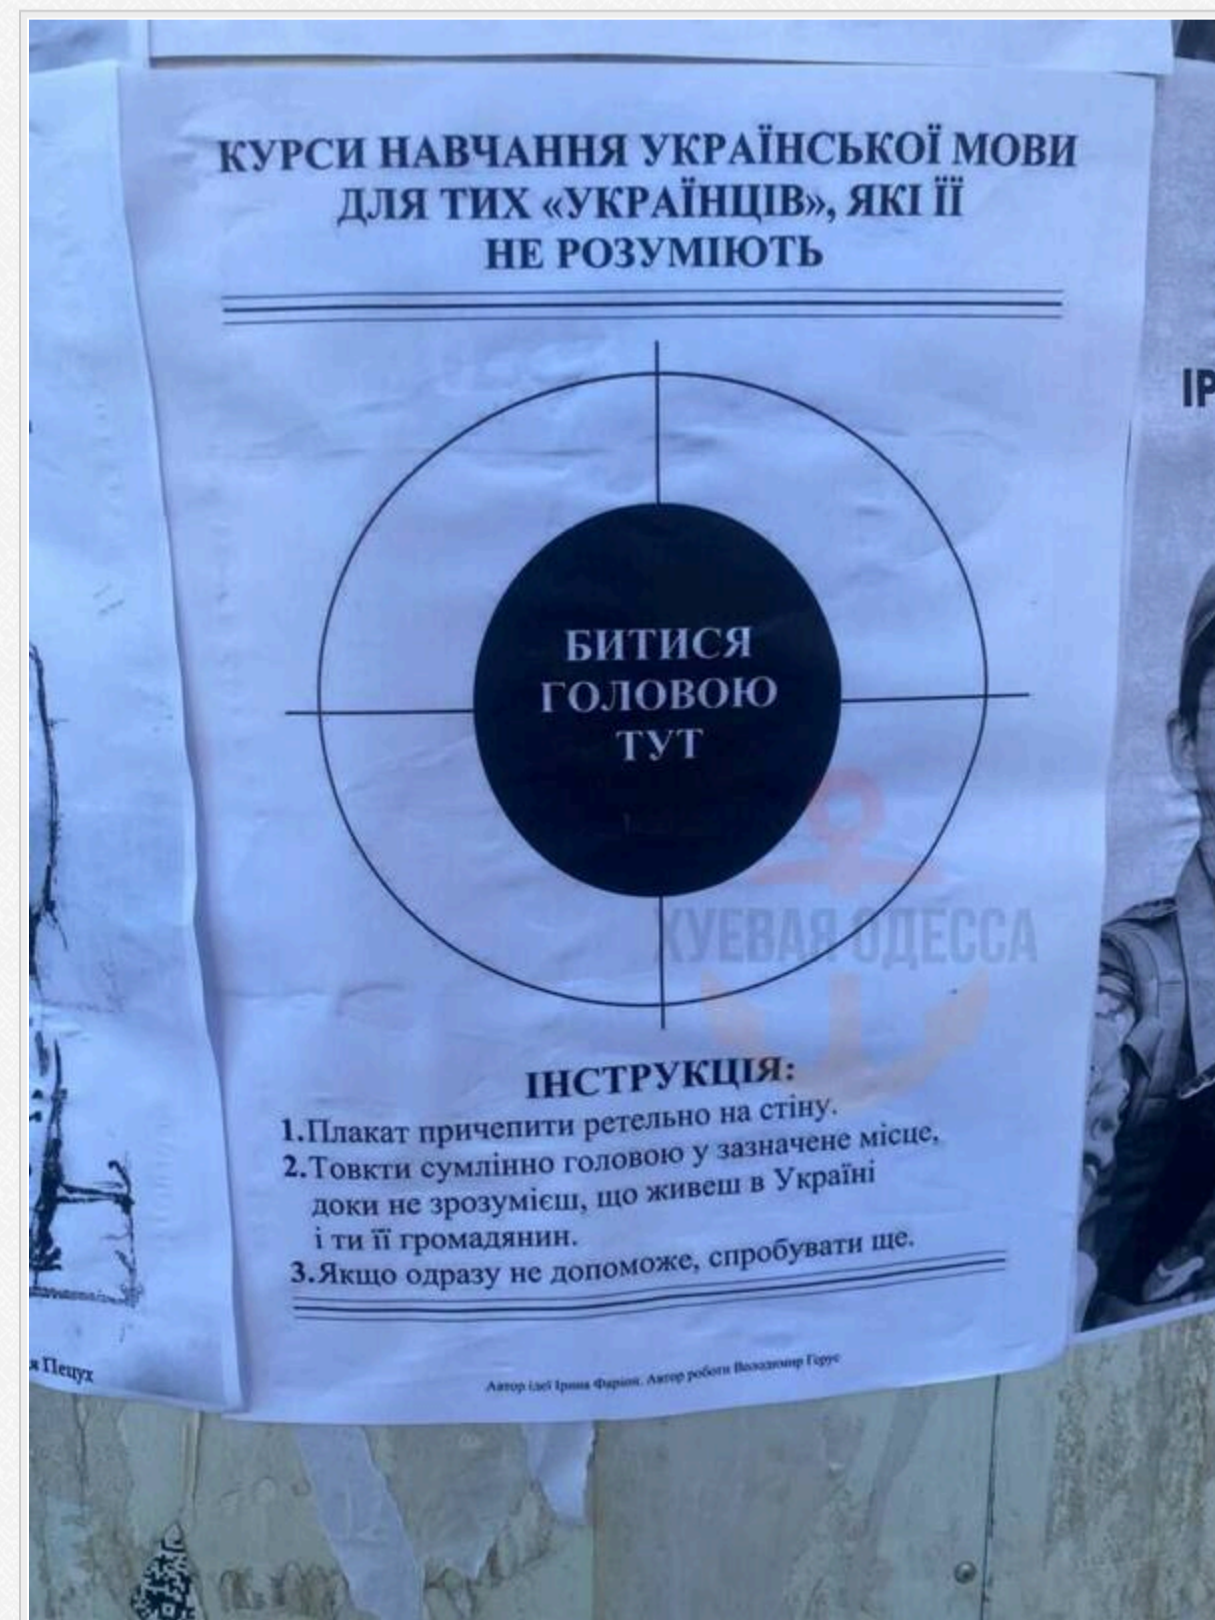 КУРСИ НАВЧАННЯ УКРАЇНСЬКОЇ МОВИ
ДЛЯ ТИХ «УКРАЇНЦІВ», ЯКІ ЇЇ
НЕ РОЗУМІЮТЬ
ІР
БИТИСЯ
ГОЛОВОЮ
ТУТ
ХУЕВАЯ ОДЕССА
ІНСТРУКЦІЯ:
1.Плакат причепити ретельно на стіну.
2.Товкти сумлінно головою у зазначене місце,
доки не зрозумієш, що живеш в Україні
і ти її громадянин.
3.Якщо одразу не допоможе, спробувати ще.
я Пецух
Автор ідеї Ірина Фаріон. Автор роботи Володимир Герус